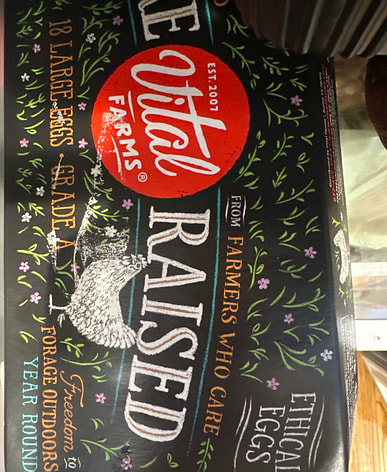 EST. 2007
Vital
FARMS®
RAISED
FROM FARMERS WHO CARE
18 LARGE EGGS • GRADE A
Freedom to
FORAGE OUTDOORS
YEAR ROUND
ETHICAL
EGGS